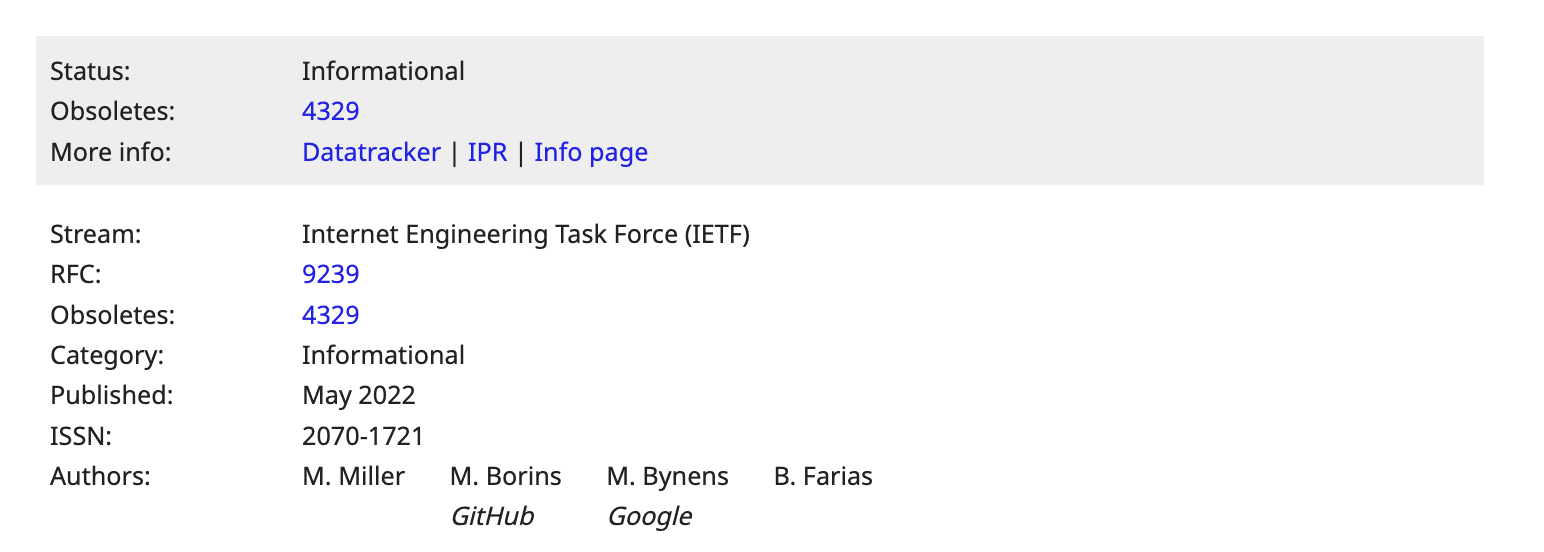 Status: Informational
Obsoletes: 4329
More info: Datatracker | IPR | Info page
Stream: Internet Engineering Task Force (IETF)
RFC: 9239
Obsoletes: 4329
Category: Informational
Published: May 2022
ISSN: 2070-1721
Authors: M. Miller M. Borins M. Bynens B. Farias
GitHub Google